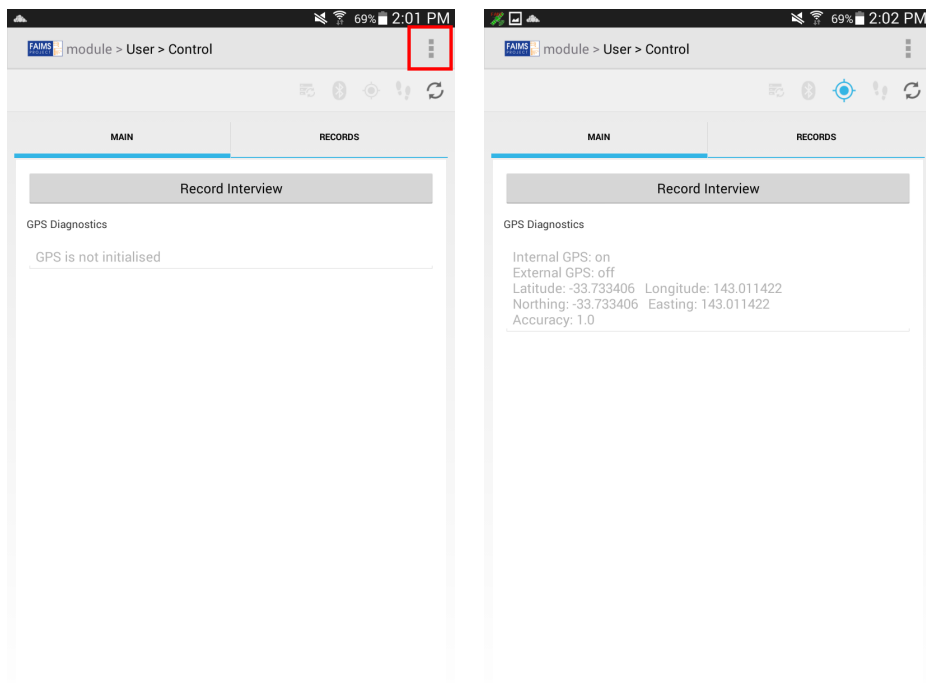 69% 2:01 PM
FAIMS PROJECT module > User > Control
MAIN RECORDS
Record Interview
GPS Diagnostics
GPS is not initialised
69% 2:02 PM
FAIMS PROJECT module > User > Control
MAIN RECORDS
Record Interview
GPS Diagnostics
Internal GPS: on
External GPS: off
Latitude: -33.733406 Longitude: 143.011422
Northing: -33.733406 Easting: 143.011422
Accuracy: 1.0